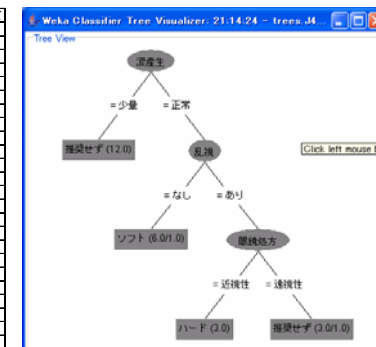 Weka Classifier Tree Visualizer: 21:14:24 - trees.J4...
Tree View
涙産生
= 少量 = 正常
推奨せず (12.0)
乱視
Click left mouse b
= なし = あり
ソフト (6.0/1.0)
眼鏡処方
= 近視性 = 遠視性
ハード (3.0)
推奨せず (3.0/1.0)